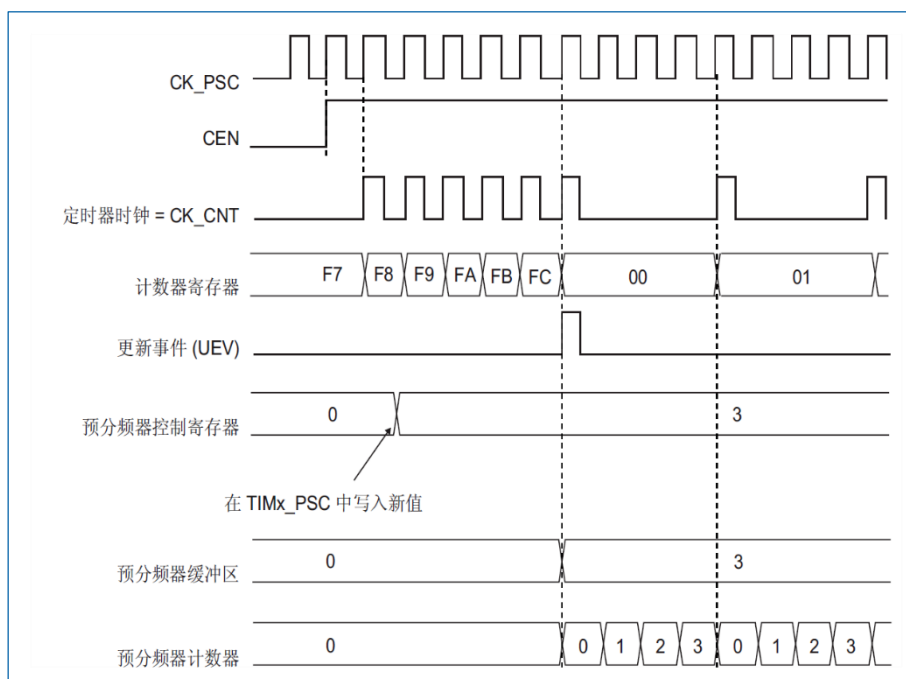 CK_PSC
CEN
定时器时钟 = CK_CNT
计数器寄存器 F7 F8 F9 FA FB FC 00 01
更新事件 (UEV)
预分频器控制寄存器 0 3
在 TIMx_PSC 中写入新值
预分频器缓冲区 0 3
预分频器计数器 0 0 1 2 3 0 1 2 3